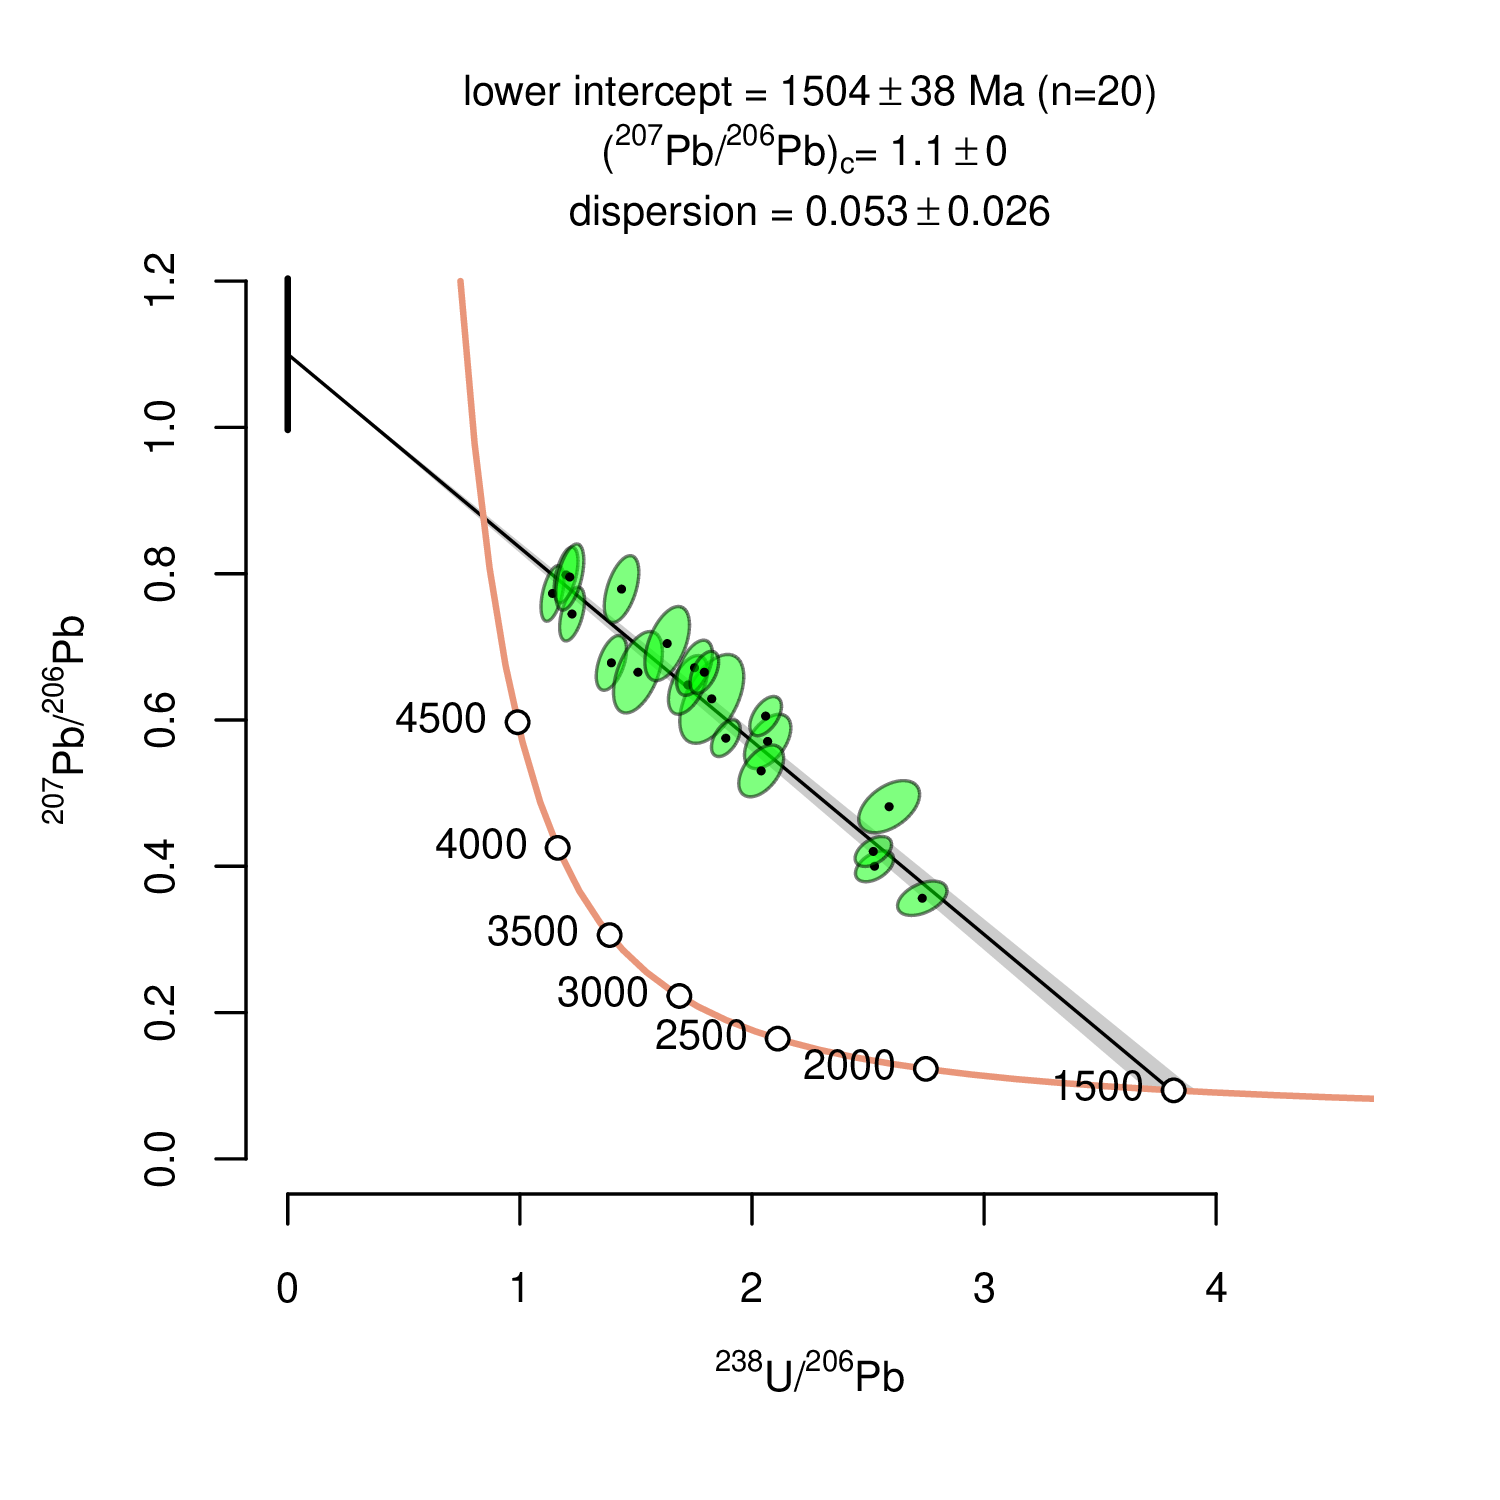 lower intercept = 1504 ± 38 Ma (n=20)
(²⁰⁷Pb/²⁰⁶Pb)c= 1.1 ± 0
dispersion = 0.053 ± 0.026
1.2
1.0
0.8
0.6
0.4
0.2
0.0
²⁰⁷Pb/²⁰⁶Pb
4500
4000
3500
3000
2500
2000
1500
0 1 2 3 4
²³⁸U/²⁰⁶Pb